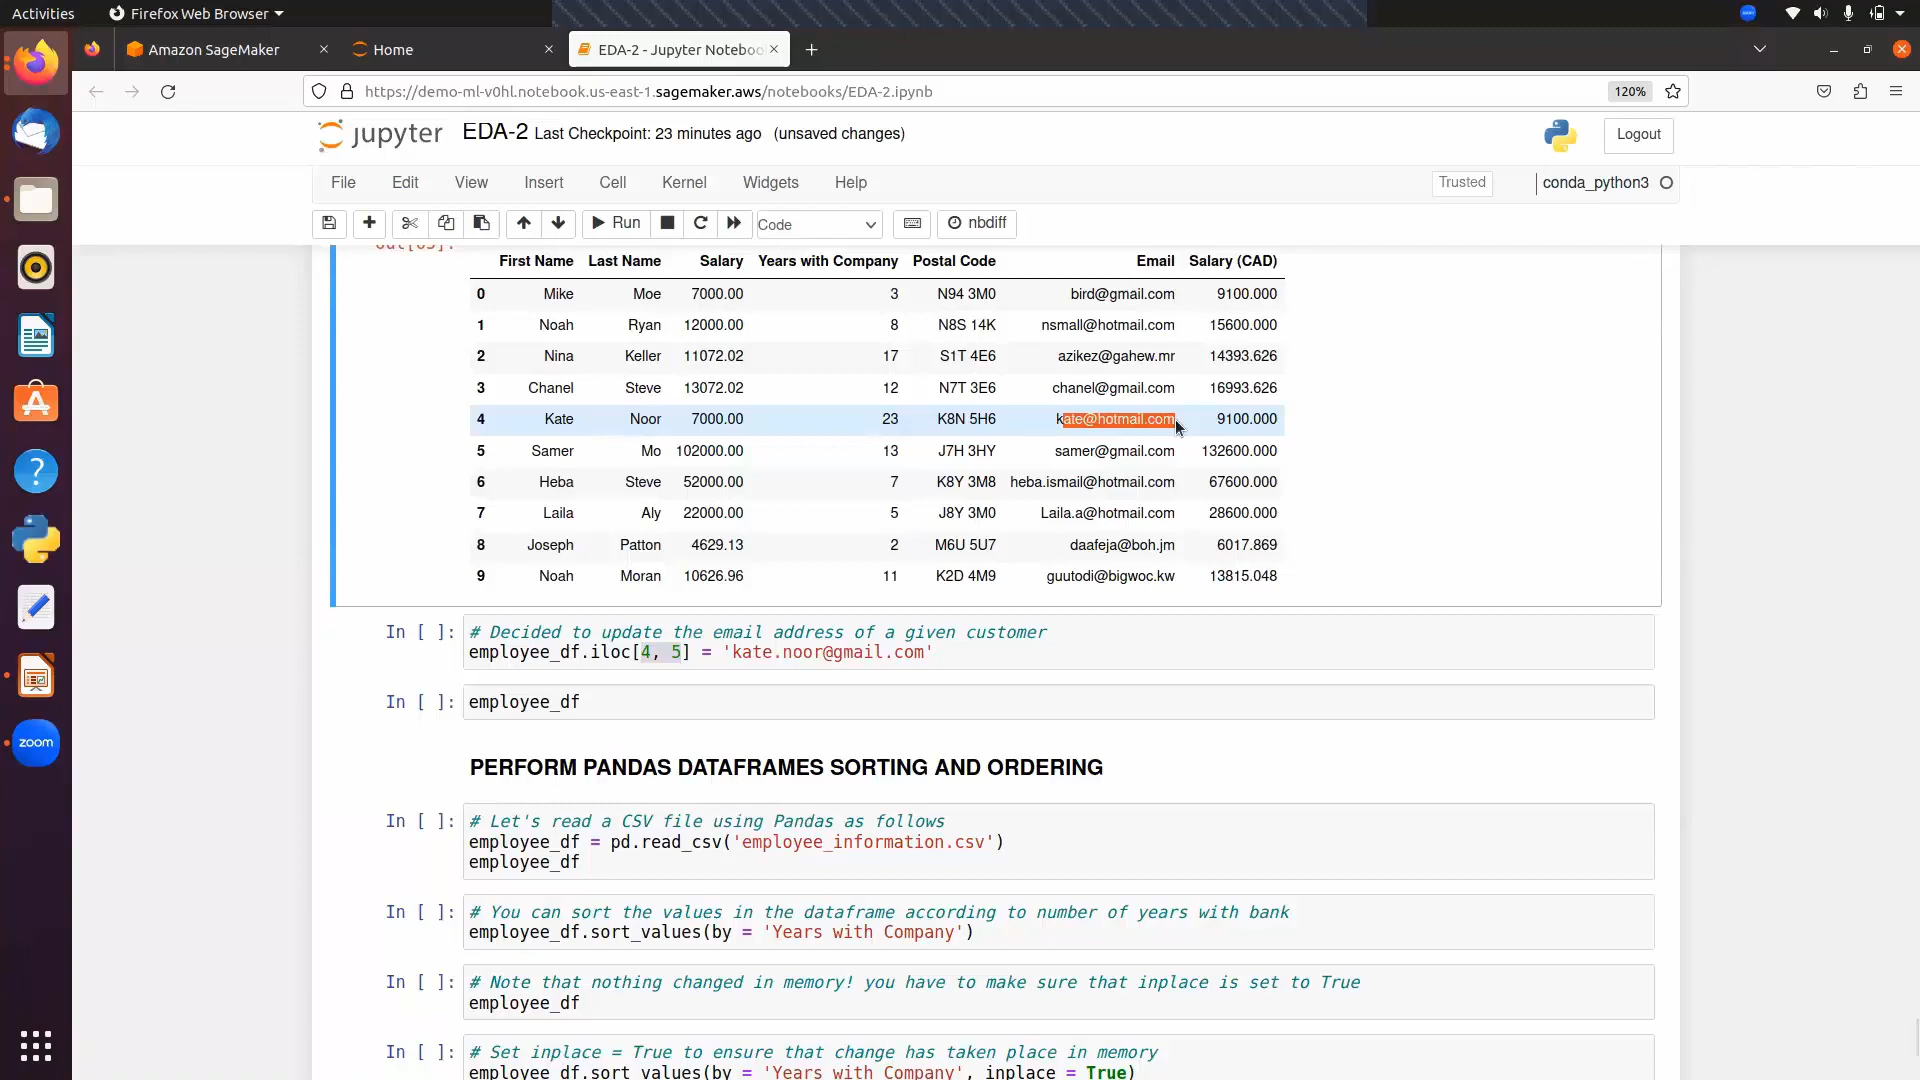 Activities Firefox Web Browser
Amazon SageMaker Home EDA-2 - Jupyter Noteboo
https://demo-ml-v0hl.notebook.us-east-1.sagemaker.aws/notebooks/EDA-2.ipynb 120%
jupyter EDA-2 Last Checkpoint: 23 minutes ago (unsaved changes) Logout
File Edit View Insert Cell Kernel Widgets Help Trusted conda_python3
Run Code nbdiff
First Name Last Name Salary Years with Company Postal Code Email Salary (CAD)
0 Mike Moe 7000.00 3 N94 3M0 bird@gmail.com 9100.000
1 Noah Ryan 12000.00 8 N8S 14K nsmall@hotmail.com 15600.000
2 Nina Keller 11072.02 17 S1T 4E6 azikez@gahew.mr 14393.626
3 Chanel Steve 13072.02 12 N7T 3E6 chanel@gmail.com 16993.626
4 Kate Noor 7000.00 23 K8N 5H6 kate@hotmail.com 9100.000
5 Samer Mo 102000.00 13 J7H 3HY samer@gmail.com 132600.000
6 Heba Steve 52000.00 7 K8Y 3M8 heba.ismail@hotmail.com 67600.000
7 Laila Aly 22000.00 5 J8Y 3M0 Laila.a@hotmail.com 28600.000
8 Joseph Patton 4629.13 2 M6U 5U7 daafeja@boh.jm 6017.869
9 Noah Moran 10626.96 11 K2D 4M9 guutodi@bigwoc.kw 13815.048
In [ ]: # Decided to update the email address of a given customer
employee_df.iloc[4, 5] = 'kate.noor@gmail.com'
In [ ]: employee_df
zoom
PERFORM PANDAS DATAFRAMES SORTING AND ORDERING
In [ ]: # Let's read a CSV file using Pandas as follows
employee_df = pd.read_csv('employee_information.csv')
employee_df
In [ ]: # You can sort the values in the dataframe according to number of years with bank
employee_df.sort_values(by = 'Years with Company')
In [ ]: # Note that nothing changed in memory! you have to make sure that inplace is set to True
employee_df
In [ ]: # Set inplace = True to ensure that change has taken place in memory
employee_df.sort_values(by = 'Years with Company', inplace = True)